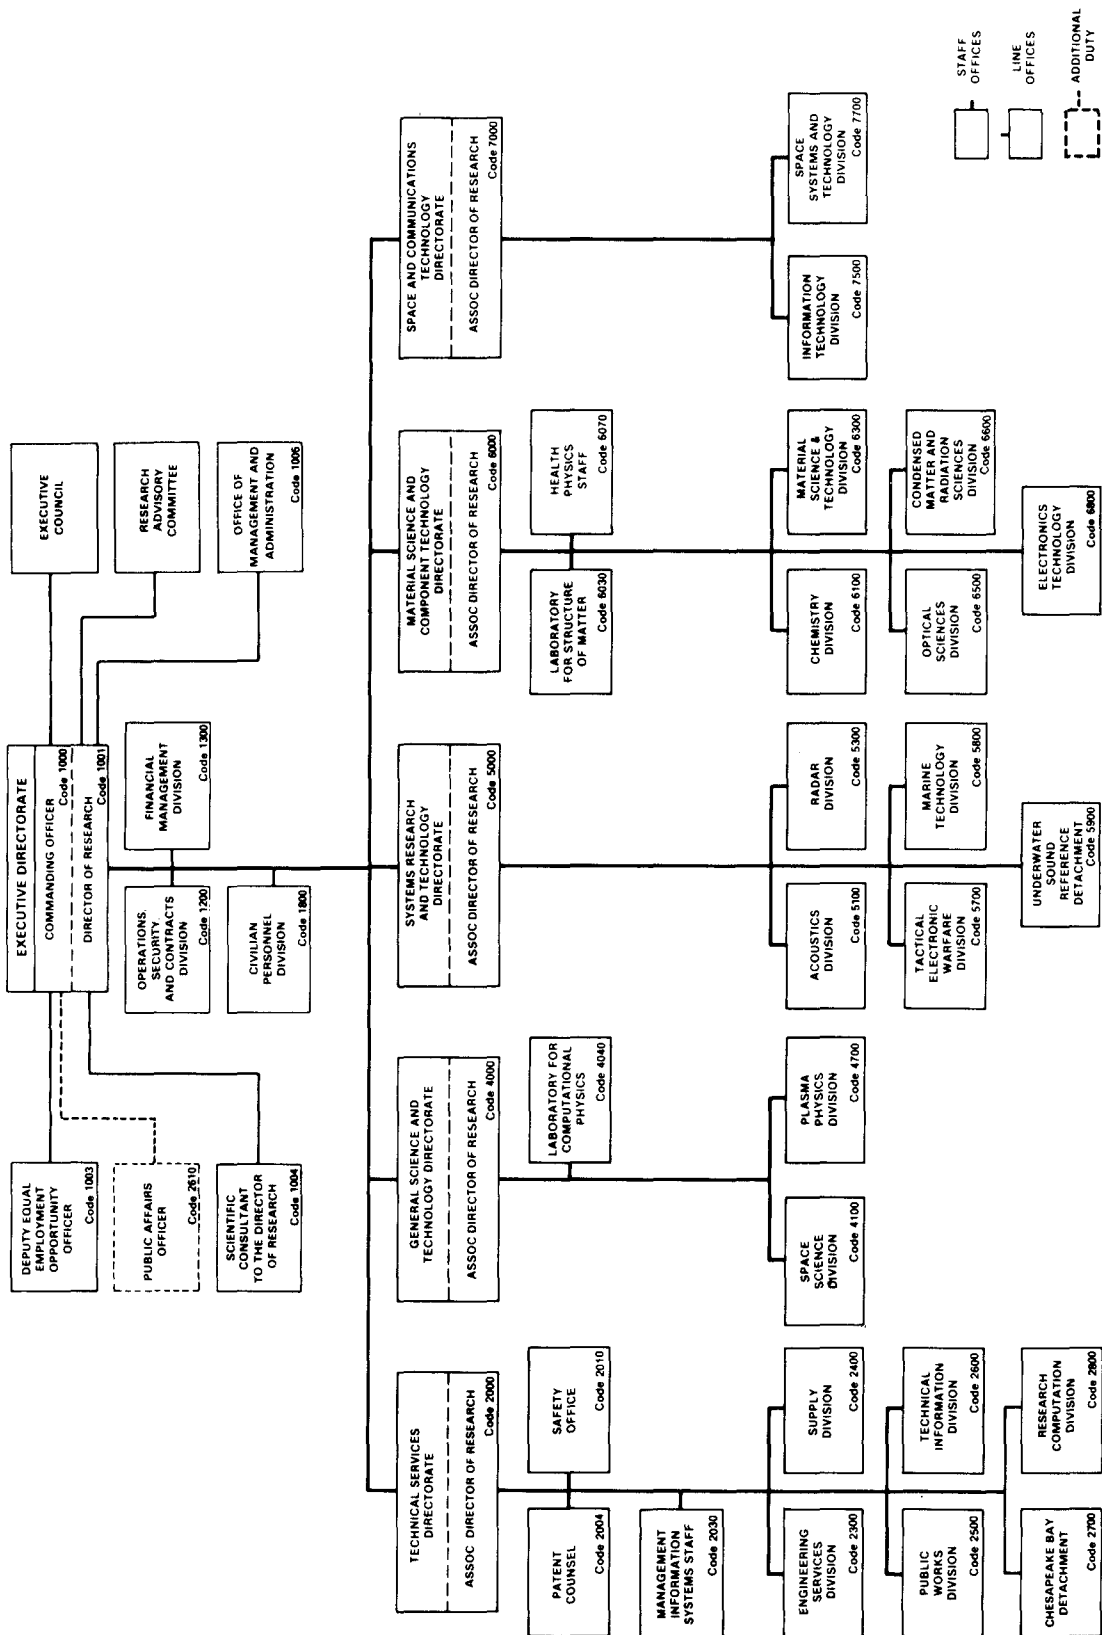 EXECUTIVE DIRECTORATE
COMMANDING OFFICER
Code 1000
DIRECTOR OF RESEARCH
Code 1001
DEPUTY EQUAL
EMPLOYMENT
OPPORTUNITY
OFFICER
Code 1003
PUBLIC AFFAIRS
OFFICER
Code 2610
SCIENTIFIC
CONSULTANT
TO THE DIRECTOR
OF RESEARCH
Code 1004
EXECUTIVE
COUNCIL
RESEARCH
ADVISORY
COMMITTEE
OFFICE OF
MANAGEMENT AND
ADMINISTRATION
Code 1006
OPERATIONS,
SECURITY,
AND CONTRACTS
DIVISION
Code 1200
FINANCIAL
MANAGEMENT
DIVISION
Code 1300
CIVILIAN
PERSONNEL
DIVISION
Code 1800
TECHNICAL SERVICES
DIRECTORATE
ASSOC DIRECTOR OF RESEARCH
Code 2000
PATENT
COUNSEL
Code 2004
SAFETY
OFFICE
Code 2010
MANAGEMENT
INFORMATION
SYSTEMS STAFF
Code 2030
ENGINEERING
SERVICES
DIVISION
Code 2300
SUPPLY
DIVISION
Code 2400
PUBLIC
WORKS
DIVISION
Code 2500
TECHNICAL
INFORMATION
DIVISION
Code 2600
CHESAPEAKE BAY
DETACHMENT
Code 2700
RESEARCH
COMPUTATION
DIVISION
Code 2800
GENERAL SCIENCE AND
TECHNOLOGY DIRECTORATE
ASSOC DIRECTOR OF RESEARCH
Code 4000
LABORATORY FOR
COMPUTATIONAL
PHYSICS
Code 4040
SPACE
SCIENCE
DIVISION
Code 4100
PLASMA
PHYSICS
DIVISION
Code 4700
SYSTEMS RESEARCH
AND TECHNOLOGY
DIRECTORATE
ASSOC DIRECTOR OF RESEARCH
Code 5000
ACOUSTICS
DIVISION
Code 5100
RADAR
DIVISION
Code 5300
TACTICAL
ELECTRONIC
WARFARE
DIVISION
Code 5700
MARINE
TECHNOLOGY
DIVISION
Code 5800
UNDERWATER
SOUND
REFERENCE
DETACHMENT
Code 5900
MATERIAL SCIENCE AND
COMPONENT TECHNOLOGY
DIRECTORATE
ASSOC DIRECTOR OF RESEARCH
Code 6000
LABORATORY
FOR STRUCTURE
OF MATTER
Code 6030
HEALTH
PHYSICS
STAFF
Code 6070
CHEMISTRY
DIVISION
Code 6100
MATERIAL
SCIENCE &
TECHNOLOGY
DIVISION
Code 6300
OPTICAL
SCIENCES
DIVISION
Code 6500
CONDENSED
MATTER AND
RADIATION
SCIENCES
DIVISION
Code 6600
ELECTRONICS
TECHNOLOGY
DIVISION
Code 6800
SPACE AND COMMUNICATIONS
TECHNOLOGY
DIRECTORATE
ASSOC DIRECTOR OF RESEARCH
Code 7000
INFORMATION
TECHNOLOGY
DIVISION
Code 7500
SPACE
SYSTEMS AND
TECHNOLOGY
DIVISION
Code 7700
STAFF
OFFICES
LINE
OFFICES
ADDITIONAL
DUTY